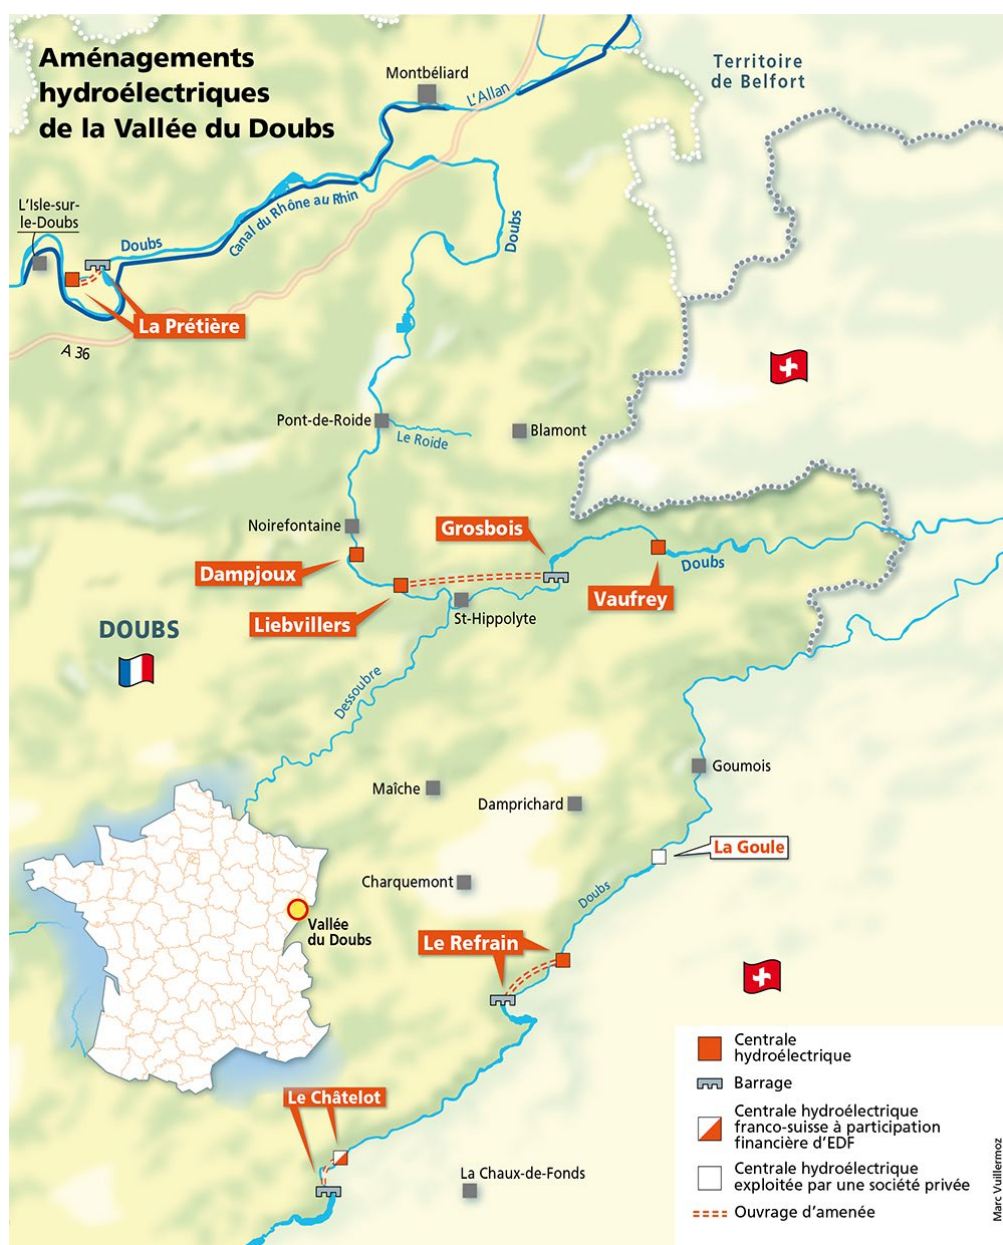 Aménagements
hydroélectriques
de la Vallée du Doubs
Montbéliard
L'Allan
Territoire
de Belfort
L'Isle-sur-
le-Doubs
Doubs
Canal du Rhône au Rhin
Doubs
La Prétière
A 36
Pont-de-Roide
Le Roide
Blamont
Noirefontaine
Grosbois
Dampjoux
Doubs
Vaufrey
Liebvillers
St-Hippolyte
DOUBS
Dessoubre
Goumois
Maîche
Damprichard
La Goule
Charquemont
Doubs
Vallée
du Doubs
Le Refrain
Le Châtelot
La Chaux-de-Fonds
Centrale
hydroélectrique
Barrage
Centrale hydroélectrique
franco-suisse à participation
financière d'EDF
Centrale hydroélectrique
exploitée par une société privée
Ouvrage d'amenée
Marc Vuillermoz